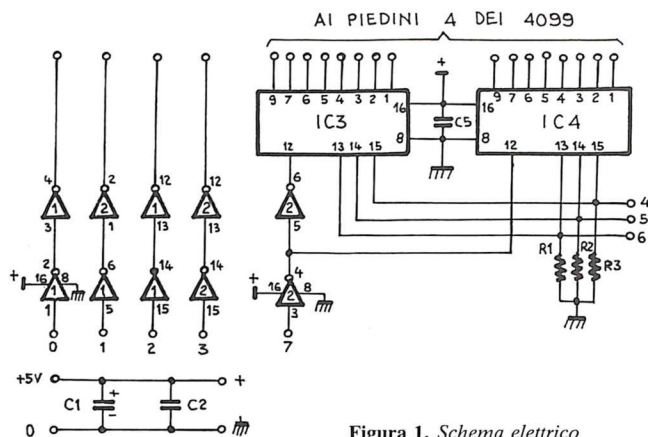 AI PIEDINI 4 DEI 4099
+
9 7 6 5 4 3 2 1
9 7 6 5 4 3 2 1
16 C5 16
IC3
IC4
8 8
12 13 14 15
12 13 14 15
4 2 12 12
6
1 2 1 2
3 1 13 13
5
4
5
6
2 6 14 14
4
R1 R2 R3
+ 16 8
1 2 2 2
+ 16 2 8
1 5 15 15
3
0 1 2 3
7
+5V +
C1 + - C2
0
Figura 1. Schema elettrico